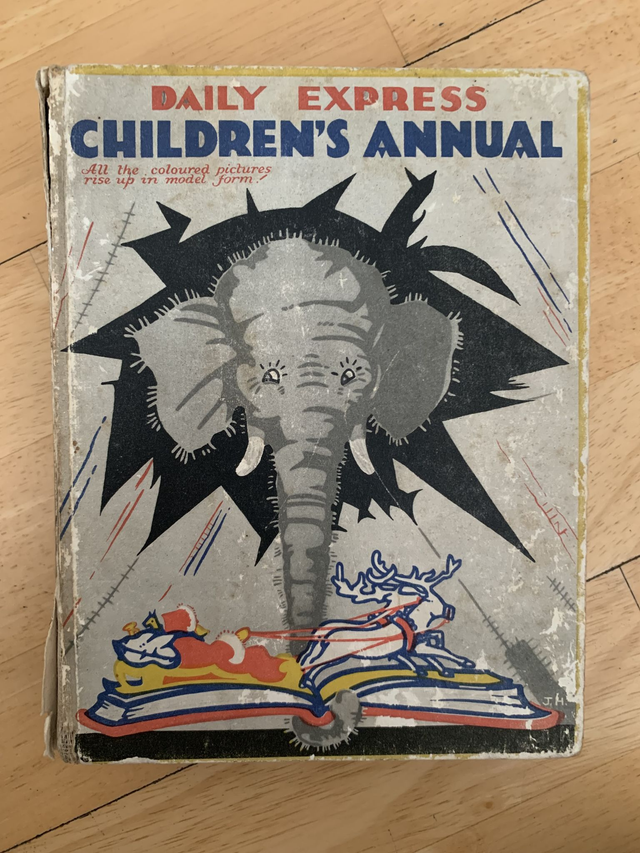 DAILY EXPRESS
CHILDREN'S ANNUAL
All the coloured pictures
rise up in model form!
J.H.